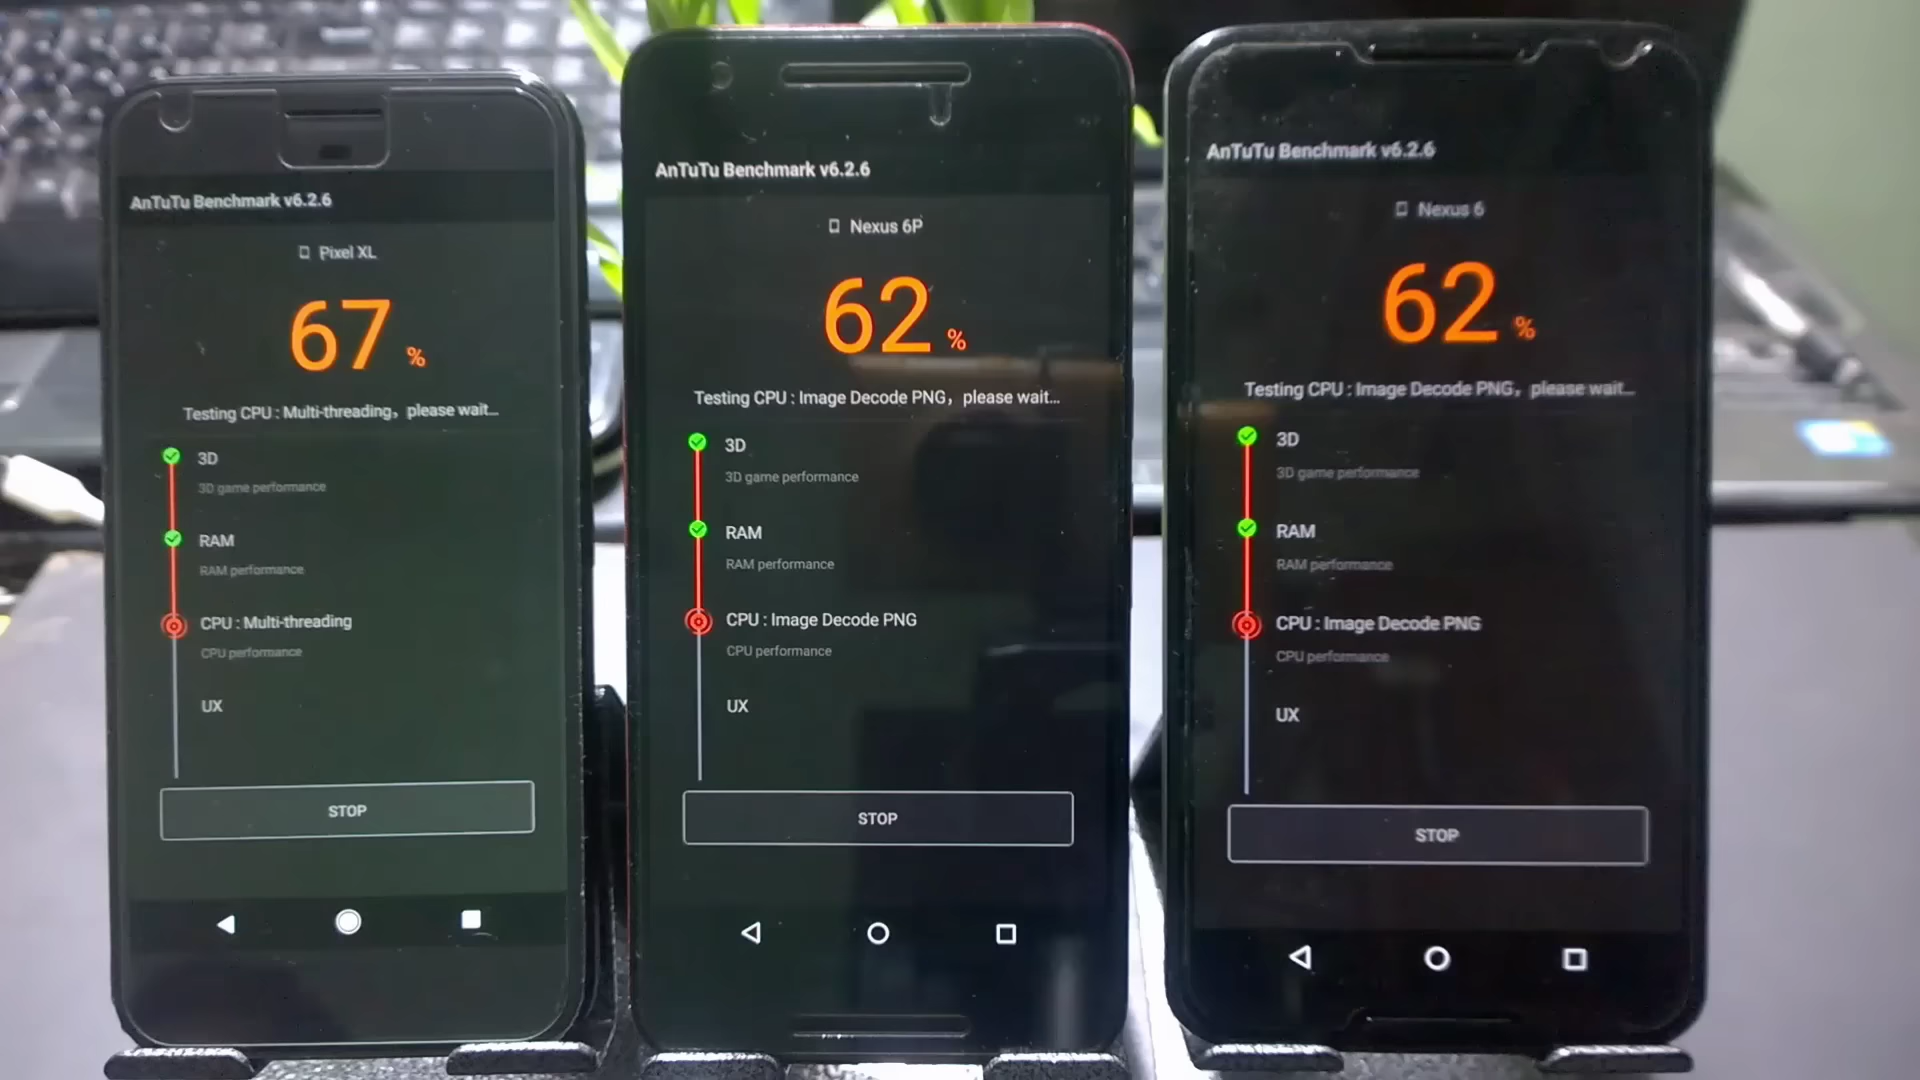 AnTuTu Benchmark v6.2.6
Pixel XL
67 %
Testing CPU : Multi-threading, please wait...
3D
3D game performance
RAM
RAM performance
CPU : Multi-threading
CPU performance
UX
STOP
AnTuTu Benchmark v6.2.6
Nexus 6P
62 %
Testing CPU : Image Decode PNG, please wait...
3D
3D game performance
RAM
RAM performance
CPU : Image Decode PNG
CPU performance
UX
STOP
AnTuTu Benchmark v6.2.6
Nexus 6
62 %
Testing CPU : Image Decode PNG, please wait...
3D
3D game performance
RAM
RAM performance
CPU : Image Decode PNG
CPU performance
UX
STOP